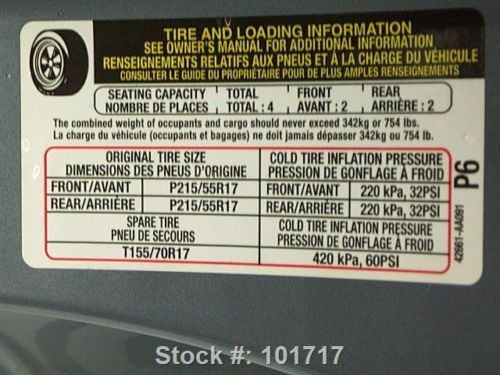 TIRE AND LOADING INFORMATION
SEE OWNER'S MANUAL FOR ADDITIONAL INFORMATION
RENSEIGNEMENTS RELATIFS AUX PNEUS ET À LA CHARGE DU VÉHICULE
CONSULTER LE GUIDE DU PROPRIÉTAIRE POUR DE PLUS AMPLES RENSEIGNEMENTS
SEATING CAPACITY TOTAL FRONT REAR
NOMBRE DE PLACES TOTAL : 4 AVANT : 2 ARRIÈRE : 2
The combined weight of occupants and cargo should never exceed 342kg or 754 lb.
La charge du véhicule (occupants et bagages) ne doit jamais dépasser 342kg ou 754 lb.
ORIGINAL TIRE SIZE COLD TIRE INFLATION PRESSURE
DIMENSIONS DES PNEUS D'ORIGINE PRESSION DE GONFLAGE À FROID
FRONT/AVANT P215/55R17 FRONT/AVANT 220 kPa, 32PSI
REAR/ARRIÈRE P215/55R17 REAR/ARRIÈRE 220 kPa, 32PSI
SPARE TIRE COLD TIRE INFLATION PRESSURE
PNEU DE SECOURS PRESSION DE GONFLAGE À FROID
T155/70R17 420 kPa, 60PSI
P6
42661-AA091
Stock #: 101717